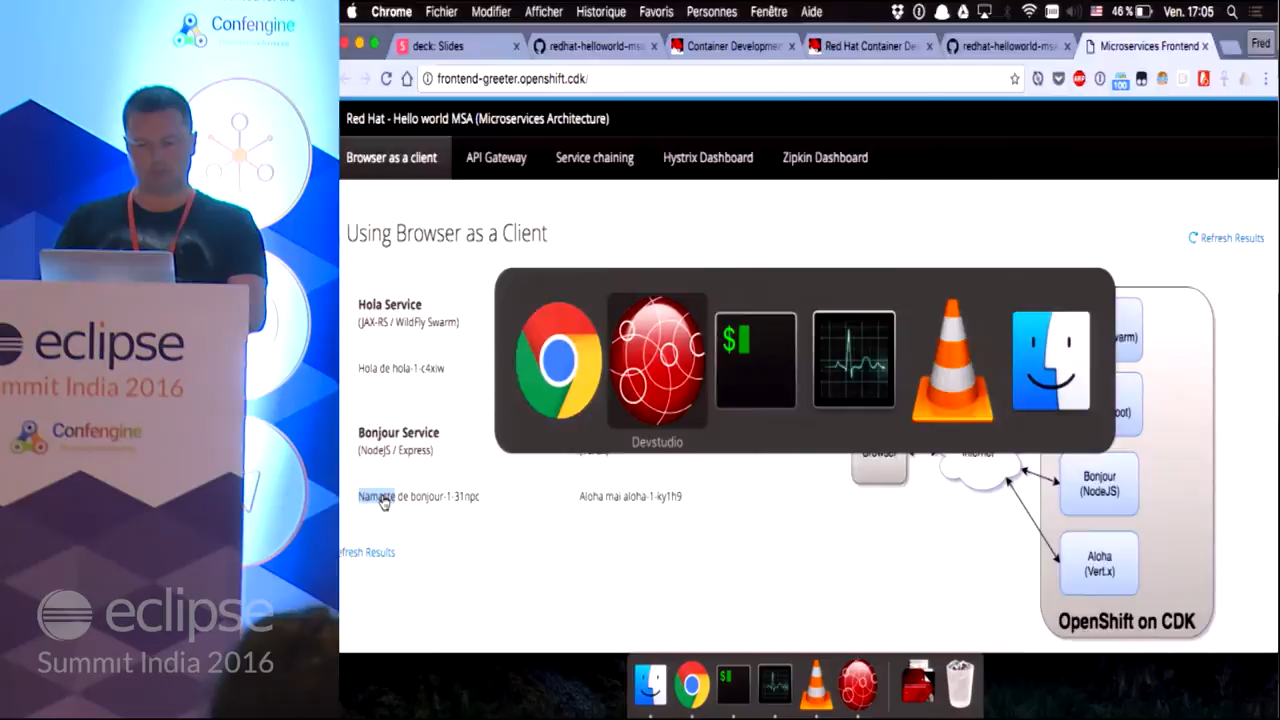 Confengine
eclipse
Summit India 2016
Confengine
eclipse
Summit India 2016
Chrome Fichier Modifier Afficher Historique Favoris Personnes Fenêtre Aide
46 % Ven. 17:05
deck: Slides
redhat-helloworld-ms
Container Developme
Red Hat Container De
redhat-helloworld-ms
Microservices Frontend
Fred
frontend-greeter.openshift.cdk/
ABP
100
Red Hat - Hello world MSA (Microservices Architecture)
Browser as a client API Gateway Service chaining Hystrix Dashboard Zipkin Dashboard
Using Browser as a Client
Refresh Results
Hola Service
(JAX-RS / WildFly Swarm)
Hola de hola-1-c4xiw
Bonjour Service
(NodeJS / Express)
Namaste de bonjour-1-31npc
Aloha mai aloha-1-ky1h9
efresh Results
$
Devstudio
Bonjour
(NodeJS)
Aloha
(Vert.x)
OpenShift on CDK
$